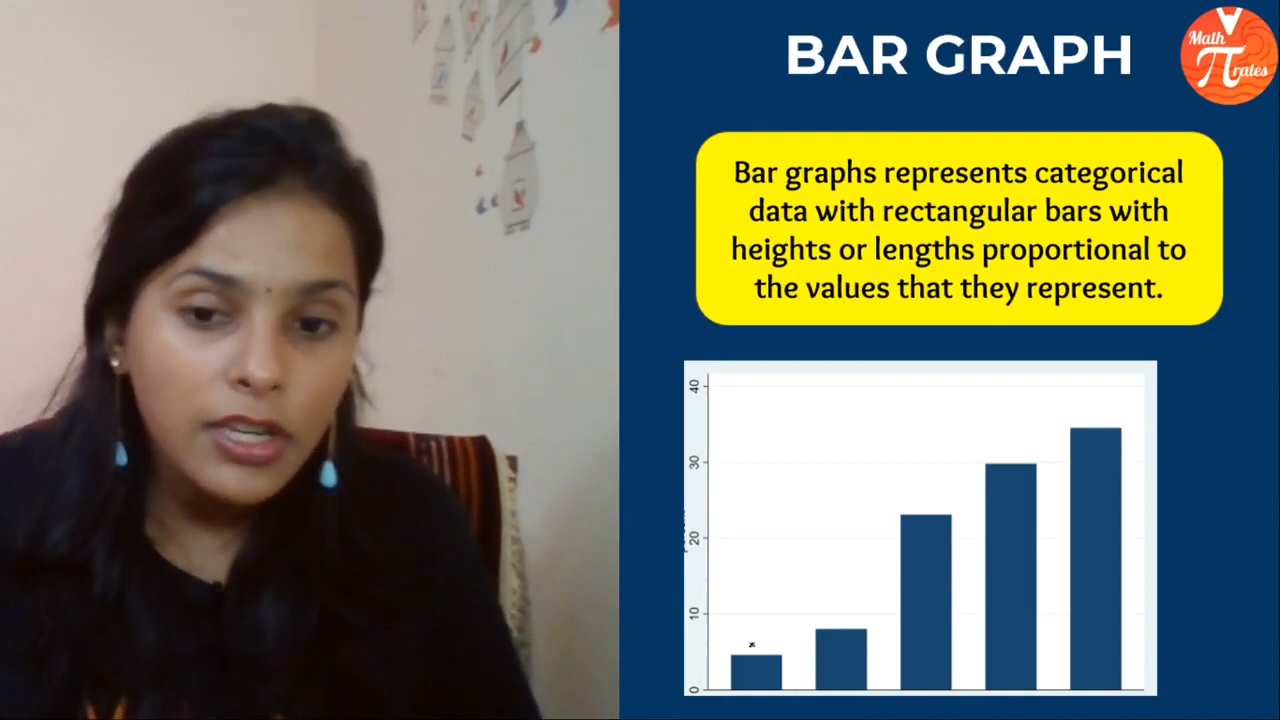 BAR GRAPH
Math
π rates
Bar graphs represents categorical
data with rectangular bars with
heights or lengths proportional to
the values that they represent.
40
30
20
10
0